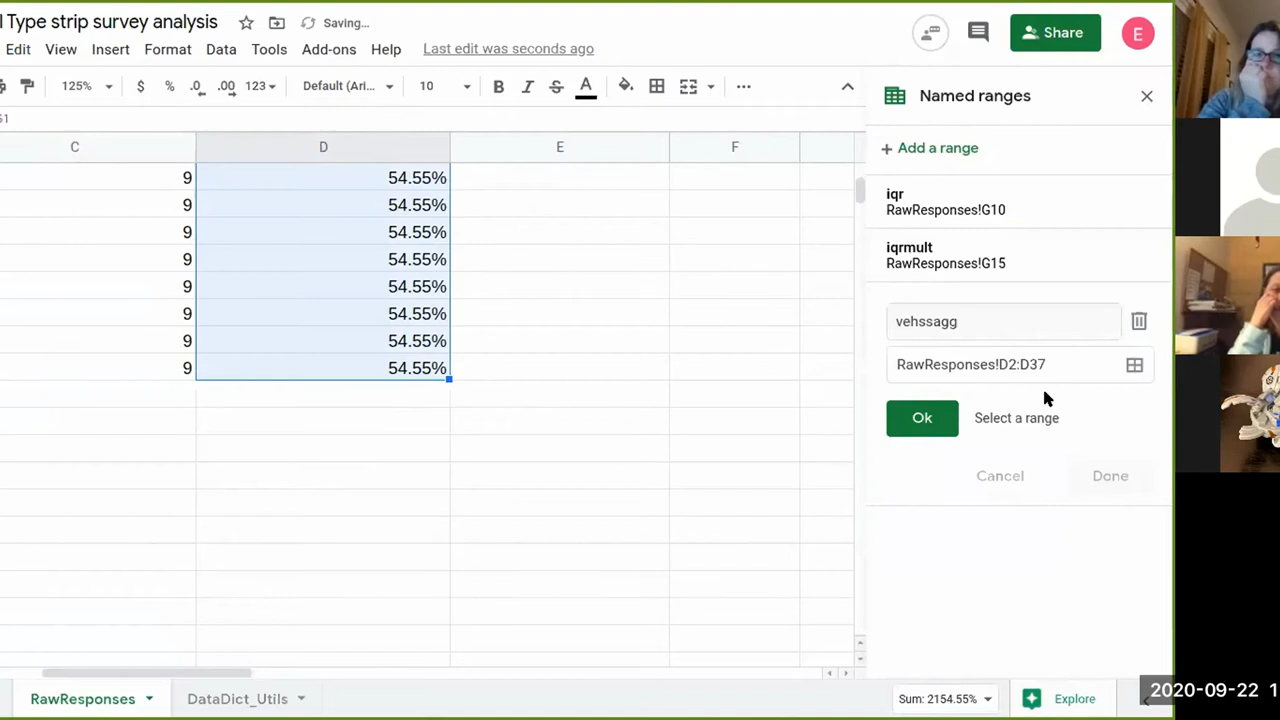 l Type strip survey analysis
Saving...
Edit View Insert Format Data Tools Add-ons Help Last edit was seconds ago
Share
E
125% $ % .0 .00 123 Default (Ari... 10 B I S A
51
C D E F
9 54.55%
9 54.55%
9 54.55%
9 54.55%
9 54.55%
9 54.55%
9 54.55%
9 54.55%
Named ranges
+ Add a range
iqr
RawResponses!G10
iqrmult
RawResponses!G15
vehssagg
RawResponses!D2:D37
Ok Select a range
Cancel Done
RawResponses DataDict_Utils Sum: 2154.55% Explore
2020-09-22 1